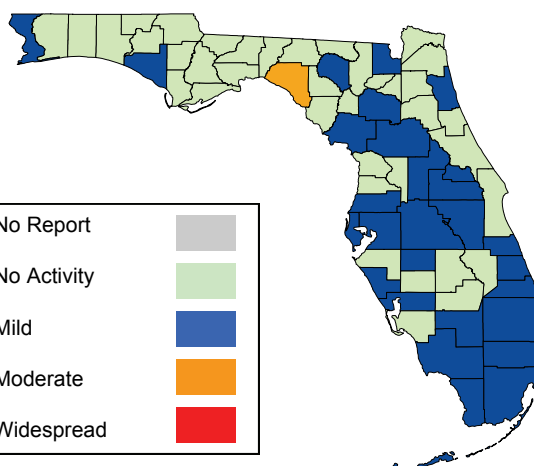 No Report
No Activity
Mild
Moderate
Widespread